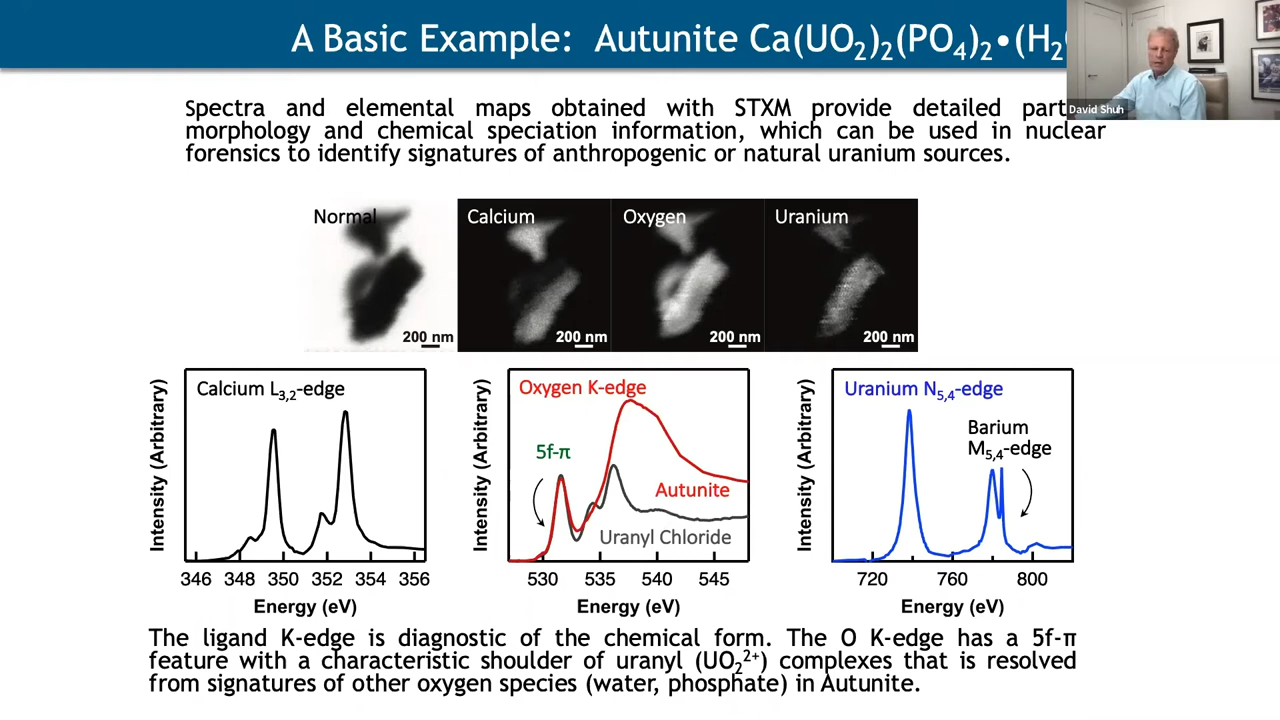 A Basic Example: Autunite Ca(UO₂)₂(PO₄)₂•(H₂
David Shuh
Spectra and elemental maps obtained with STXM provide detailed
morphology and chemical speciation information, which can be used in nuclear
forensics to identify signatures of anthropogenic or natural uranium sources.
Normal
Calcium
Oxygen
Uranium
200 nm
200 nm
200 nm
200 nm
Calcium L₃,₂-edge
Intensity (Arbitrary)
346 348 350 352 354 356
Energy (eV)
Oxygen K-edge
5f-π
Autunite
Uranyl Chloride
Intensity (Arbitrary)
530 535 540 545
Energy (eV)
Uranium N₅,₄-edge
Barium
M₅,₄-edge
Intensity (Arbitrary)
720 760 800
Energy (eV)
The ligand K-edge is diagnostic of the chemical form. The O K-edge has a 5f-π
feature with a characteristic shoulder of uranyl (UO₂²⁺) complexes that is resolved
from signatures of other oxygen species (water, phosphate) in Autunite.